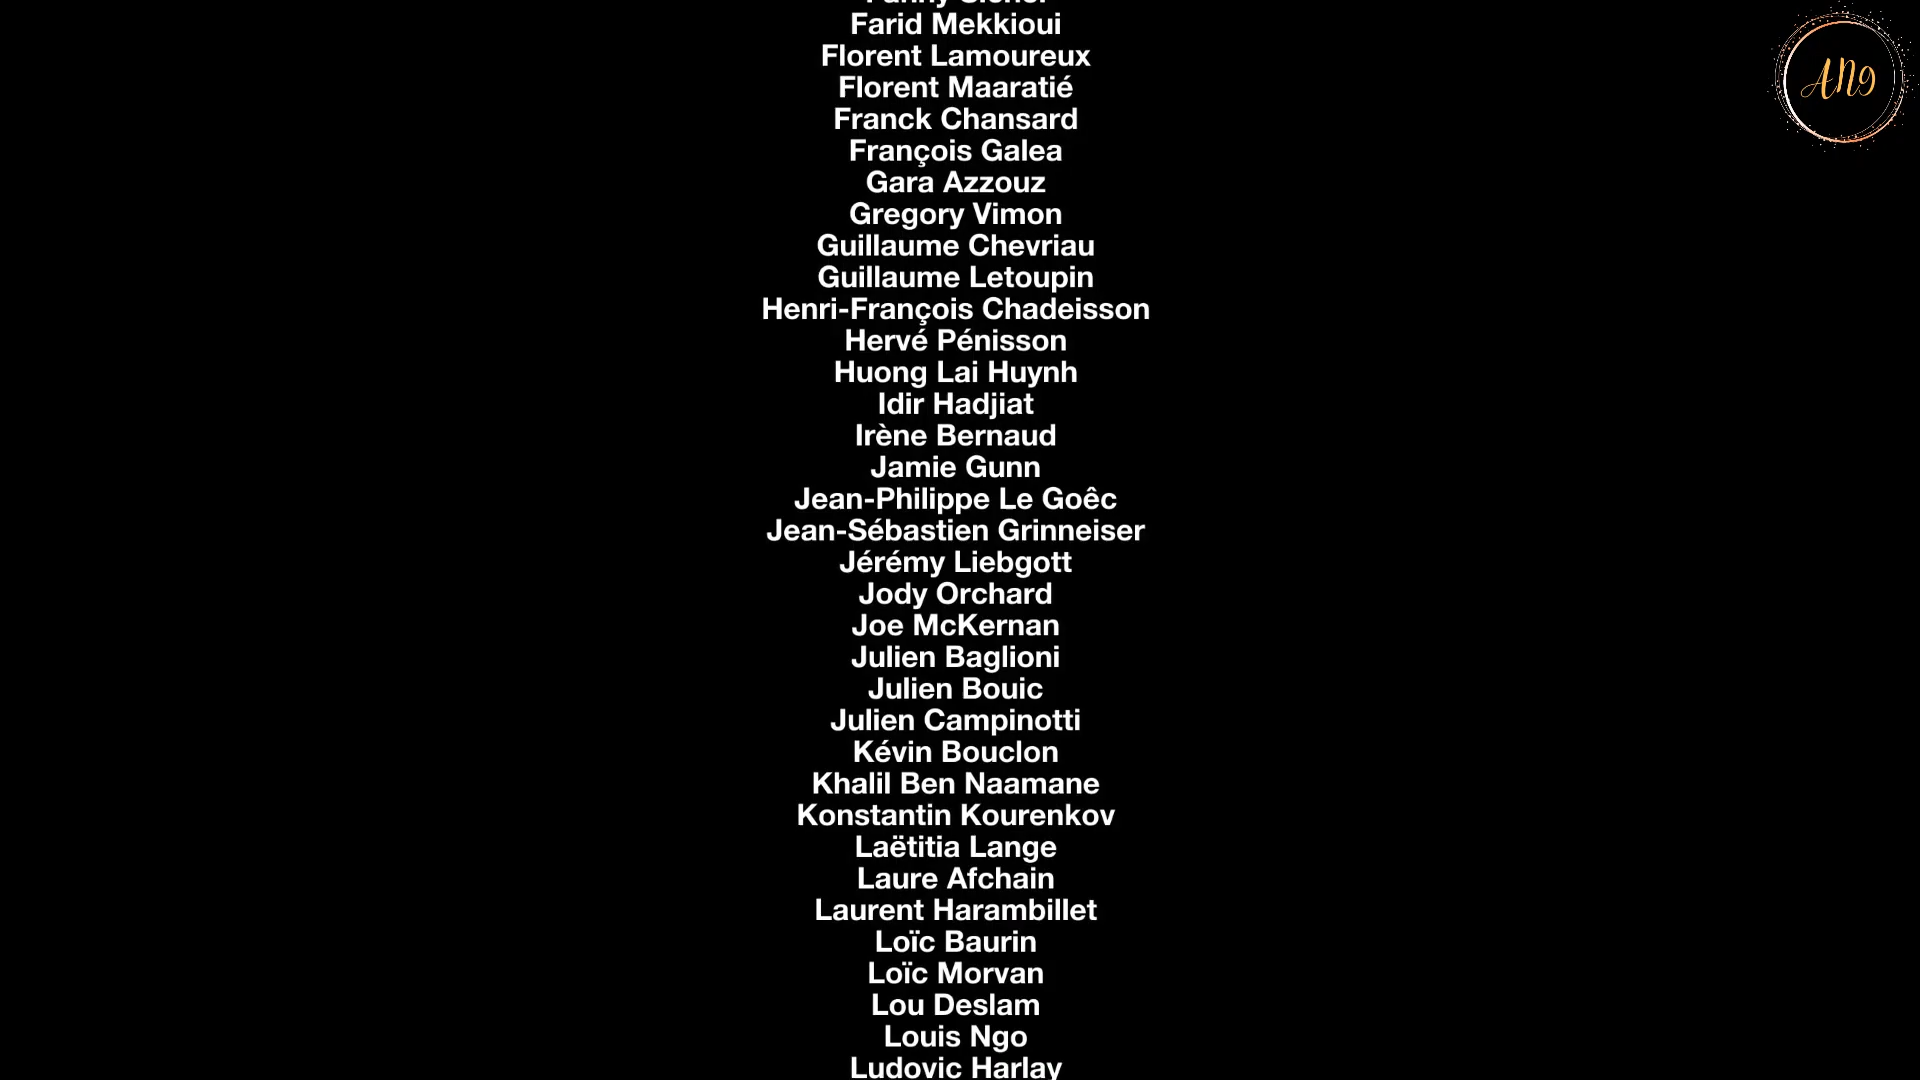 Farid Mekkioui
Florent Lamoureux
Florent Maaratié
Franck Chansard
François Galea
Gara Azzouz
Gregory Vimon
Guillaume Chevriau
Guillaume Letoupin
Henri-François Chadeisson
Hervé Pénisson
Huong Lai Huynh
Idir Hadjiat
Irène Bernaud
Jamie Gunn
Jean-Philippe Le Goêc
Jean-Sébastien Grinneiser
Jérémy Liebgott
Jody Orchard
Joe McKernan
Julien Baglioni
Julien Bouic
Julien Campinotti
Kévin Bouclon
Khalil Ben Naamane
Konstantin Kourenkov
Laëtitia Lange
Laure Afchain
Laurent Harambillet
Loïc Baurin
Loïc Morvan
Lou Deslam
Louis Ngo
Ludovic Harlay
AN9